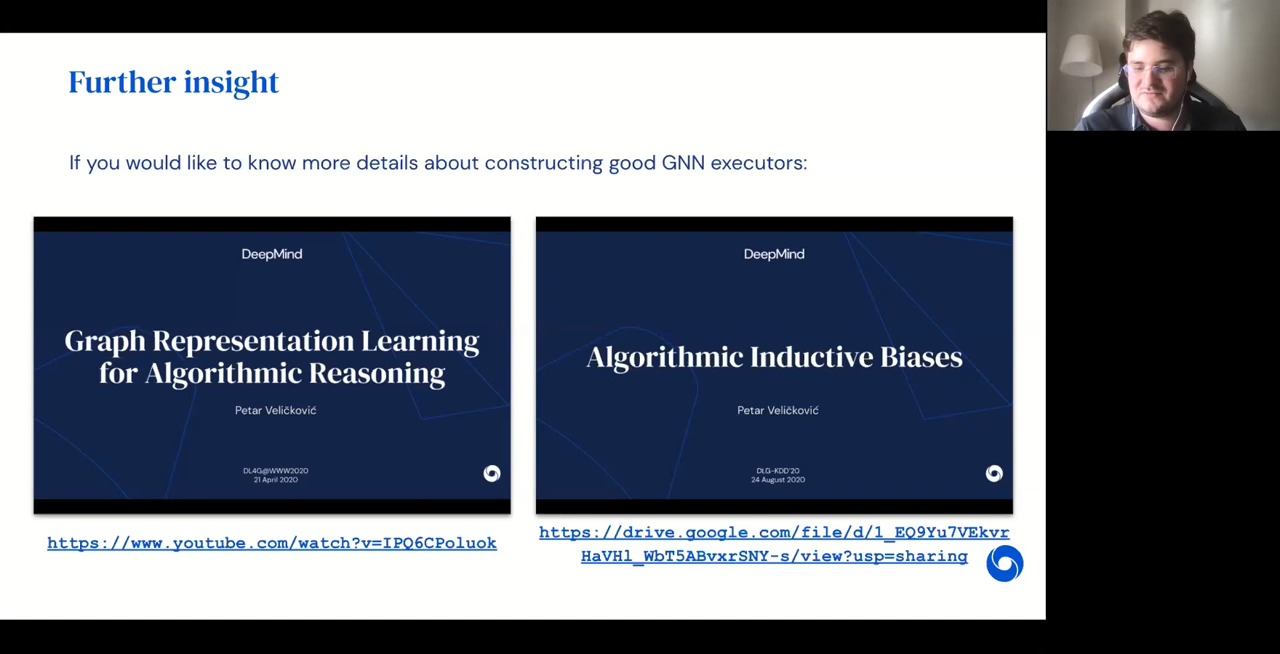 Further insight
If you would like to know more details about constructing good GNN executors:
DeepMind
Graph Representation Learning
for Algorithmic Reasoning
Petar Veličković
DL4G@WWW2020
21 April 2020
https://www.youtube.com/watch?v=IPQ6CPoluok
DeepMind
Algorithmic Inductive Biases
Petar Veličković
DLG-KDD'20
24 August 2020
https://drive.google.com/file/d/1_EQ9Yu7VEkvr
HaVHl_WbT5ABvxrSNY-s/view?usp=sharing